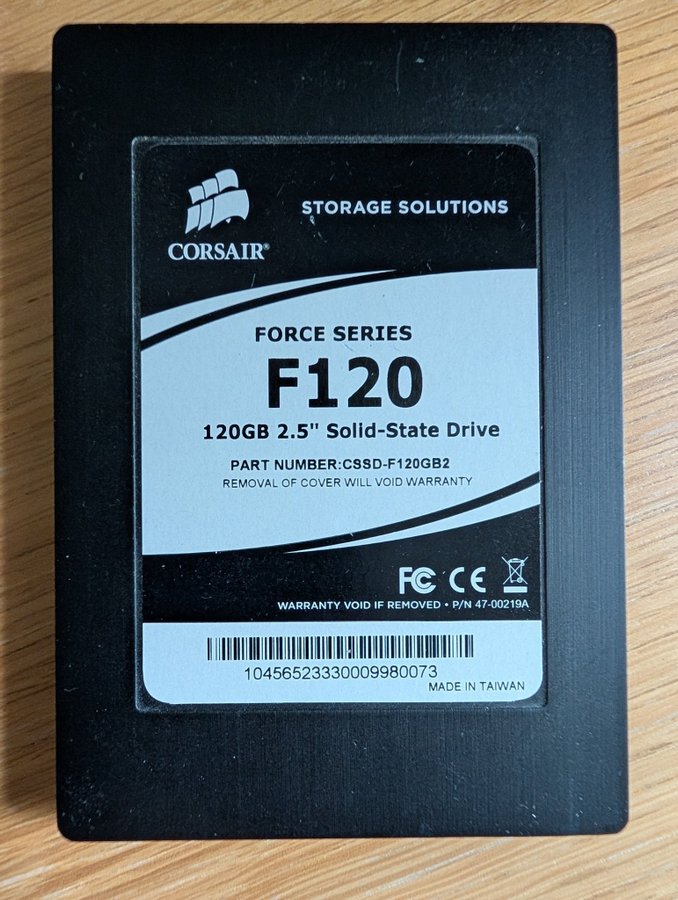 STORAGE SOLUTIONS
CORSAIR®
FORCE SERIES
F120
120GB 2.5" Solid-State Drive
PART NUMBER:CSSD-F120GB2
REMOVAL OF COVER WILL VOID WARRANTY
FC CE
WARRANTY VOID IF REMOVED • P/N 47-00219A
10456523330009980073
MADE IN TAIWAN